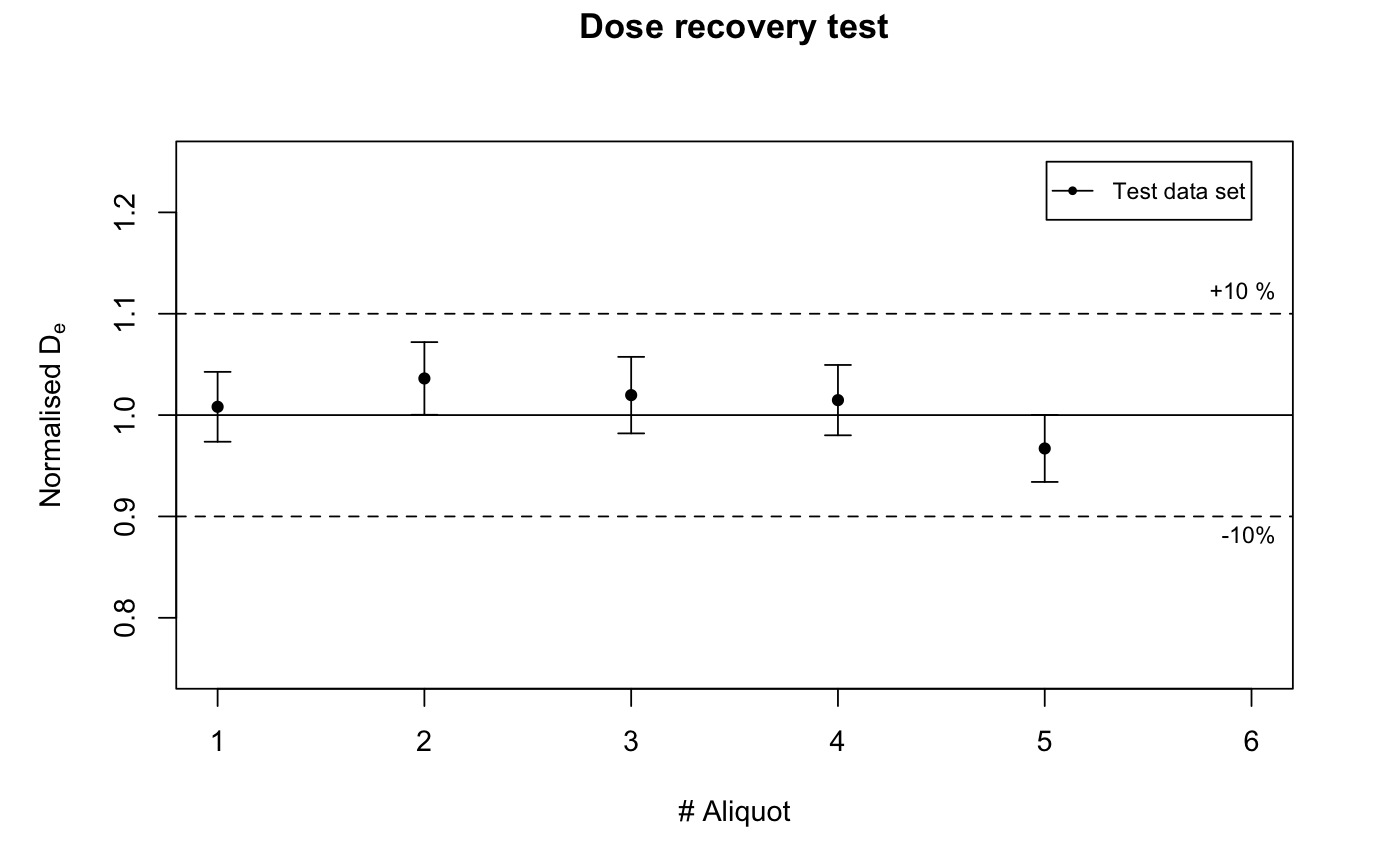 Dose recovery test
Test data set
1.2
+10 %
1.1
Normalised De
1.0
0.9
-10%
0.8
1 2 3 4 5 6
# Aliquot